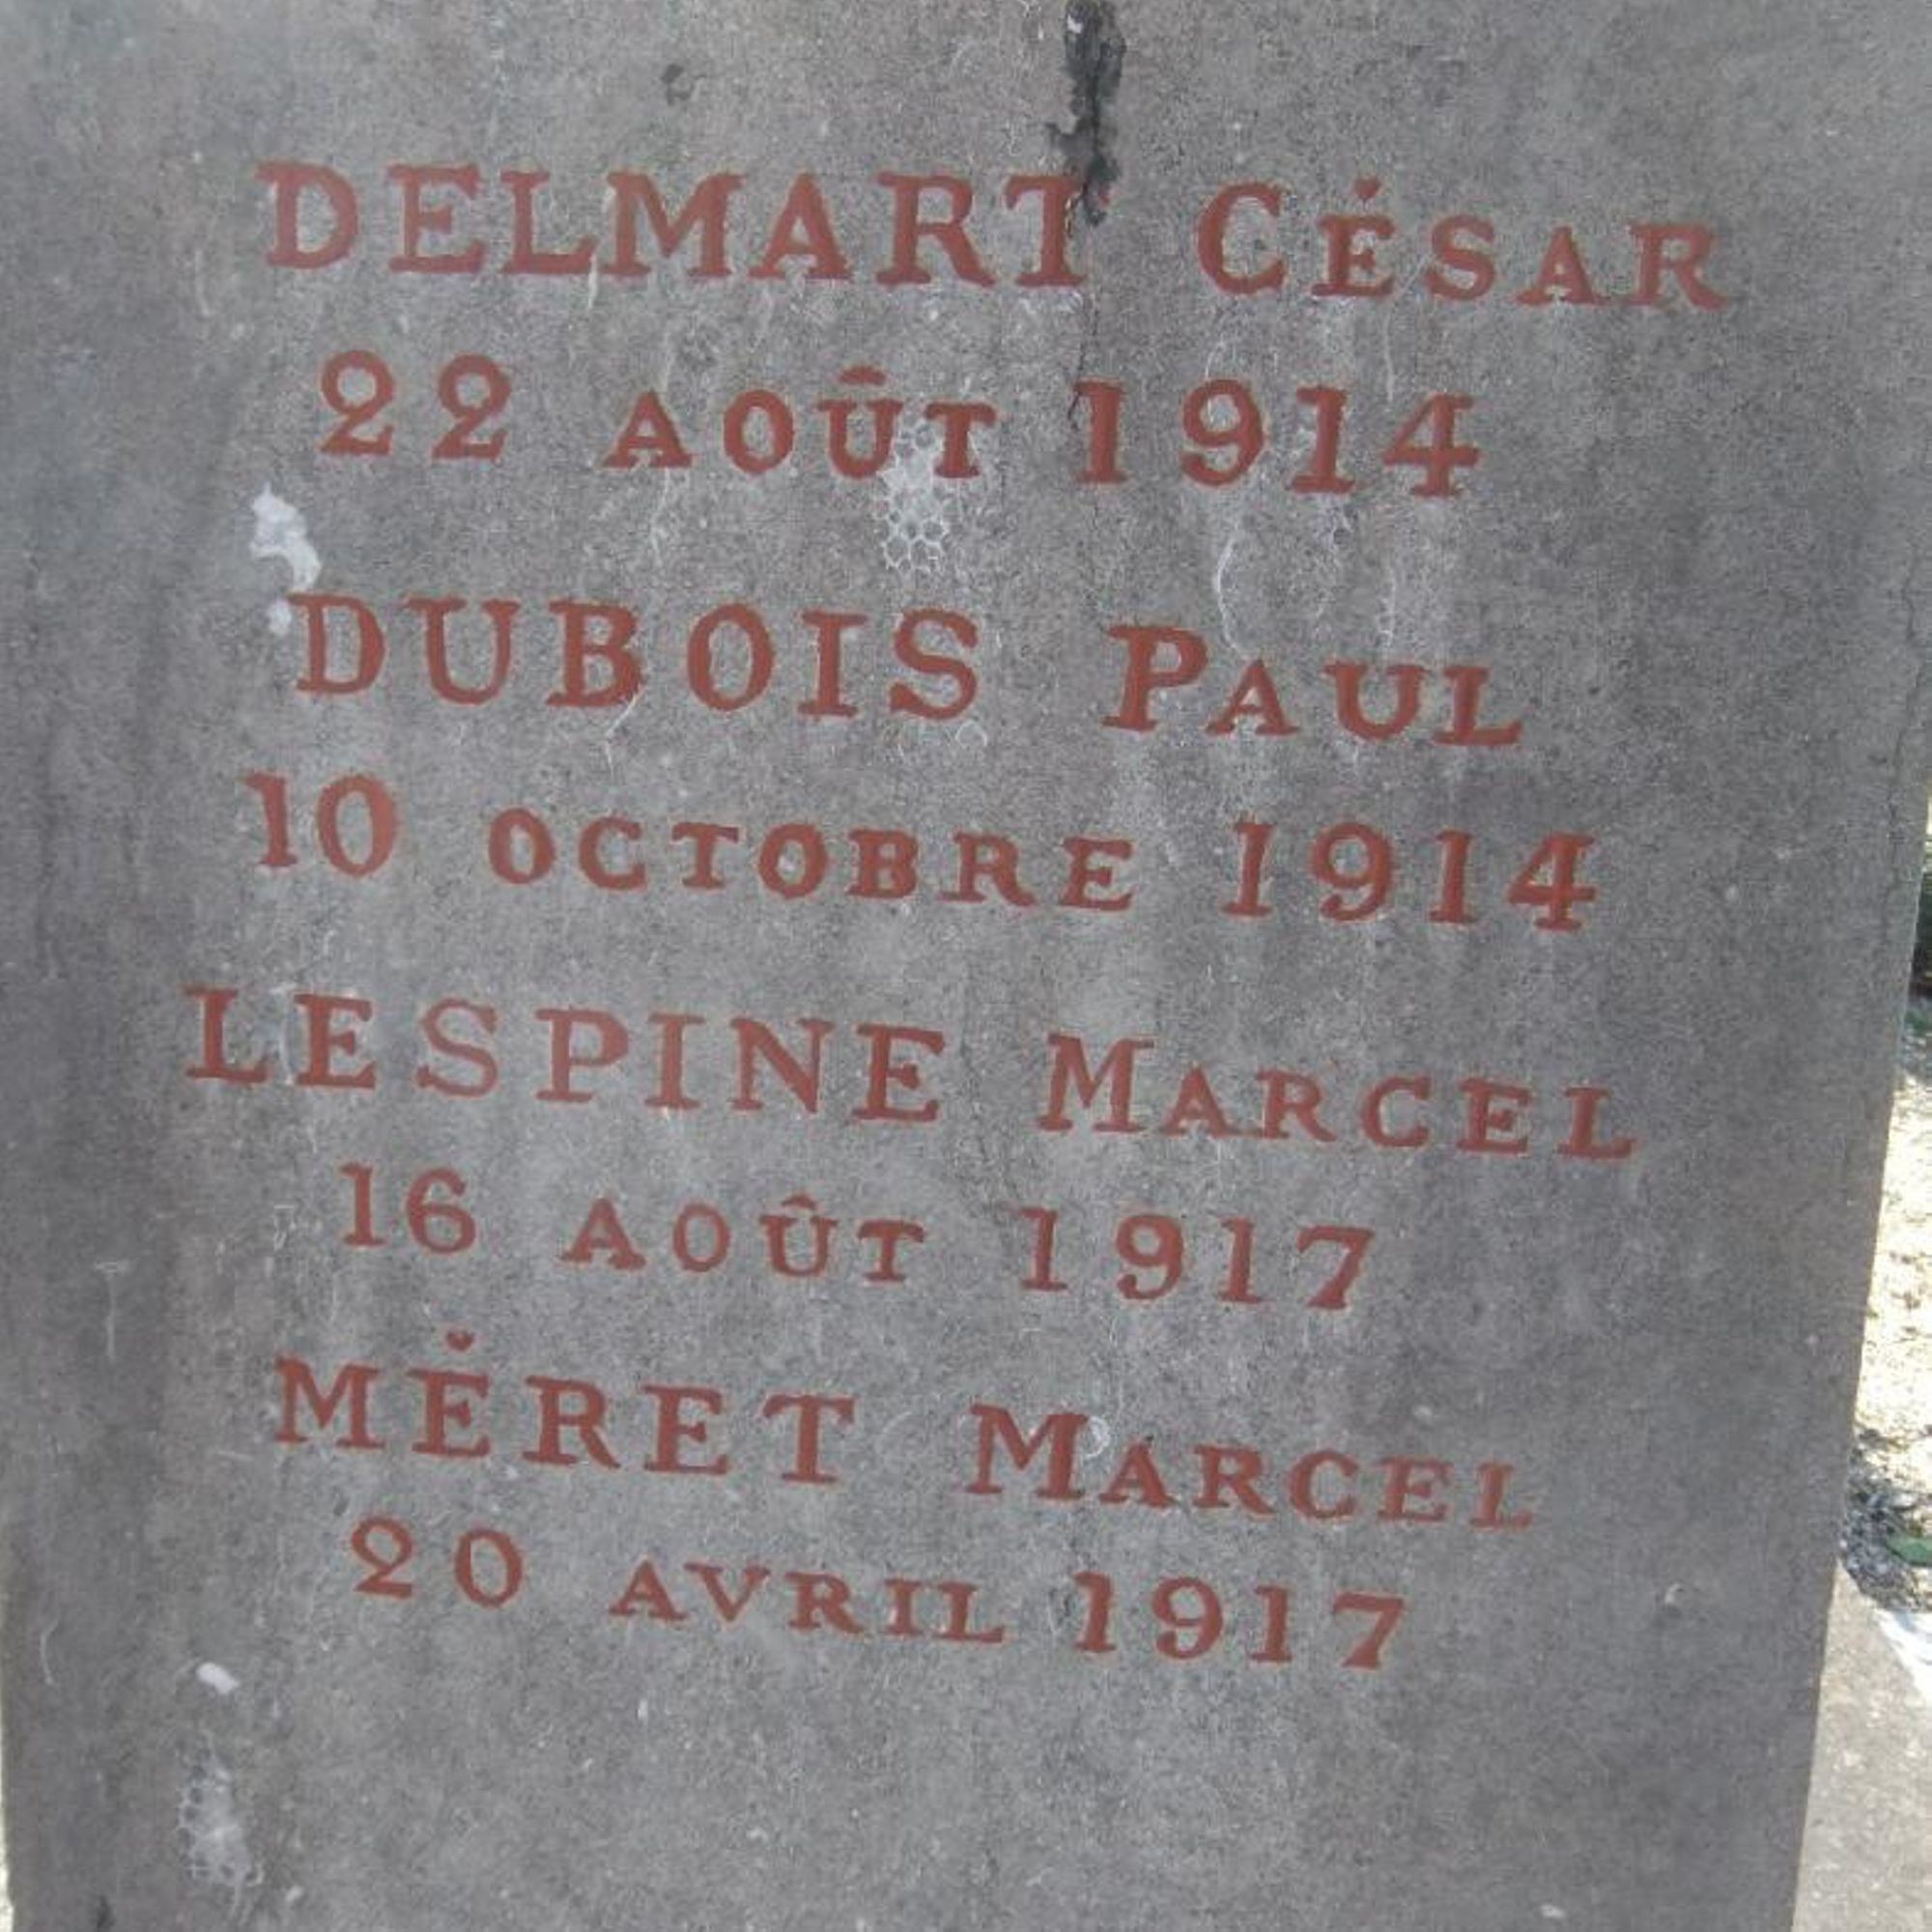 DELMART CÉSAR
22 AOÛT 1914
DUBOIS PAUL
10 OCTOBRE 1914
LESPINE MARCEL
16 AOÛT 1917
MÉRET MARCEL
20 AVRIL 1917